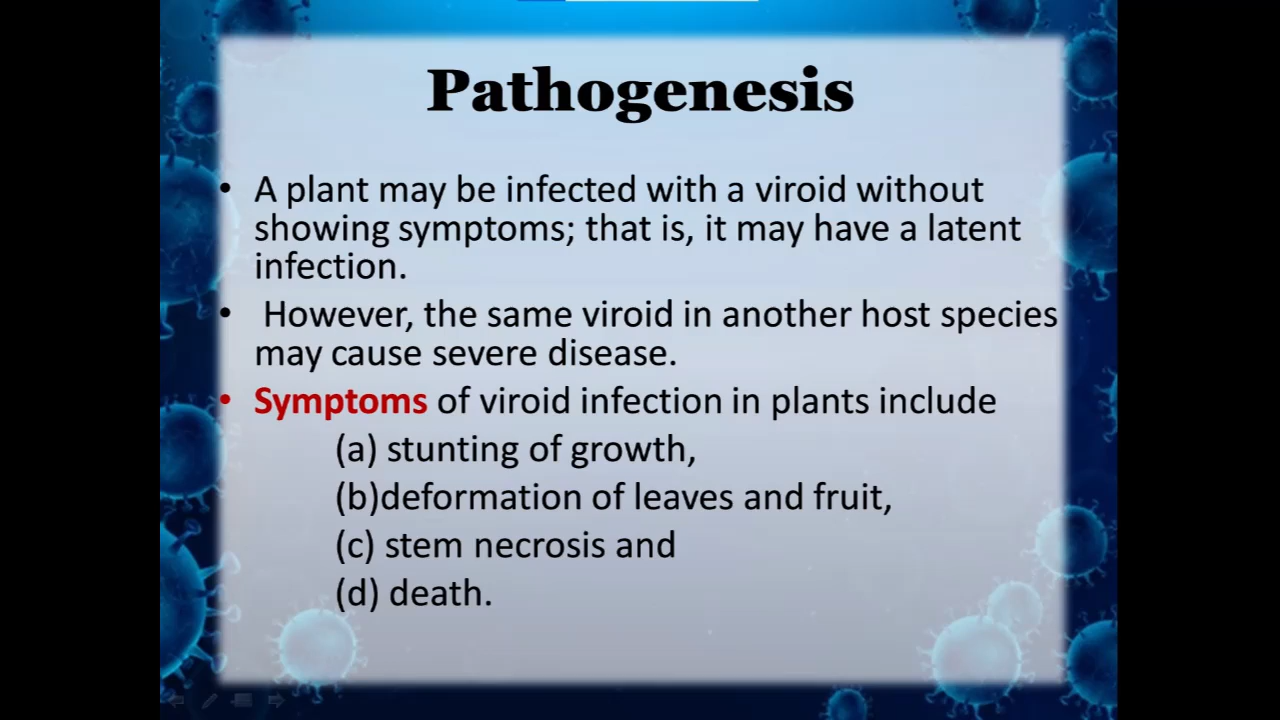 Pathogenesis
• A plant may be infected with a viroid without
showing symptoms; that is, it may have a latent
infection.
• However, the same viroid in another host species
may cause severe disease.
• Symptoms of viroid infection in plants include
(a) stunting of growth,
(b)deformation of leaves and fruit,
(c) stem necrosis and
(d) death.